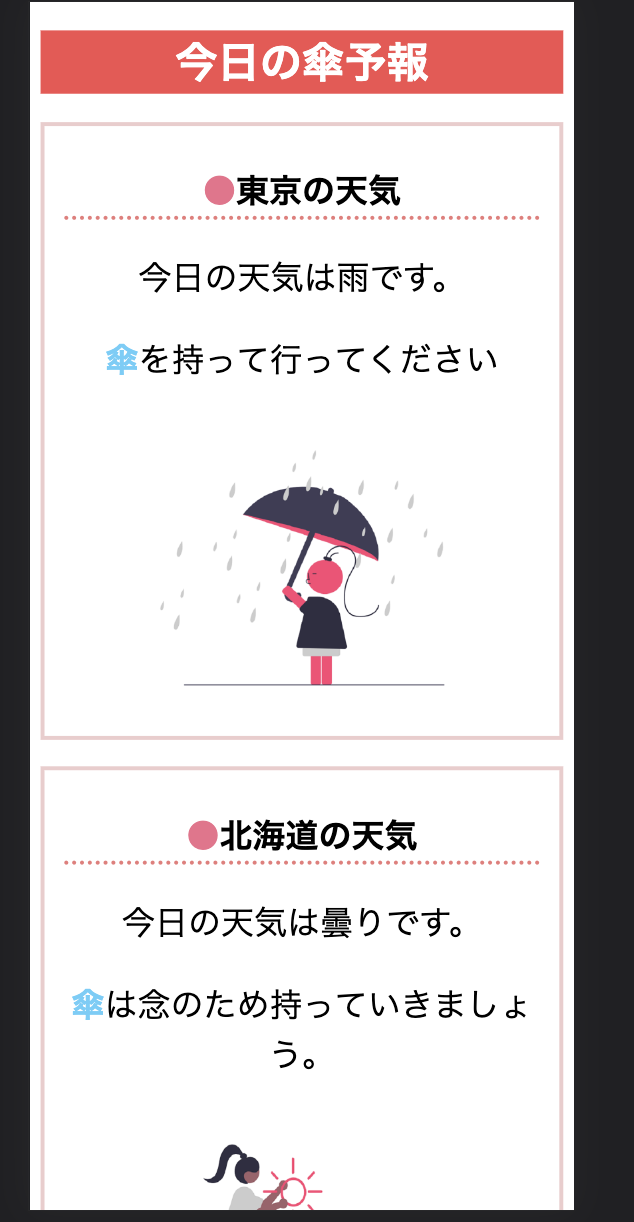 今日の傘予報
●東京の天気
今日の天気は雨です。
傘を持って行ってください
●北海道の天気
今日の天気は曇りです。
傘は念のため持っていきましょ
う。